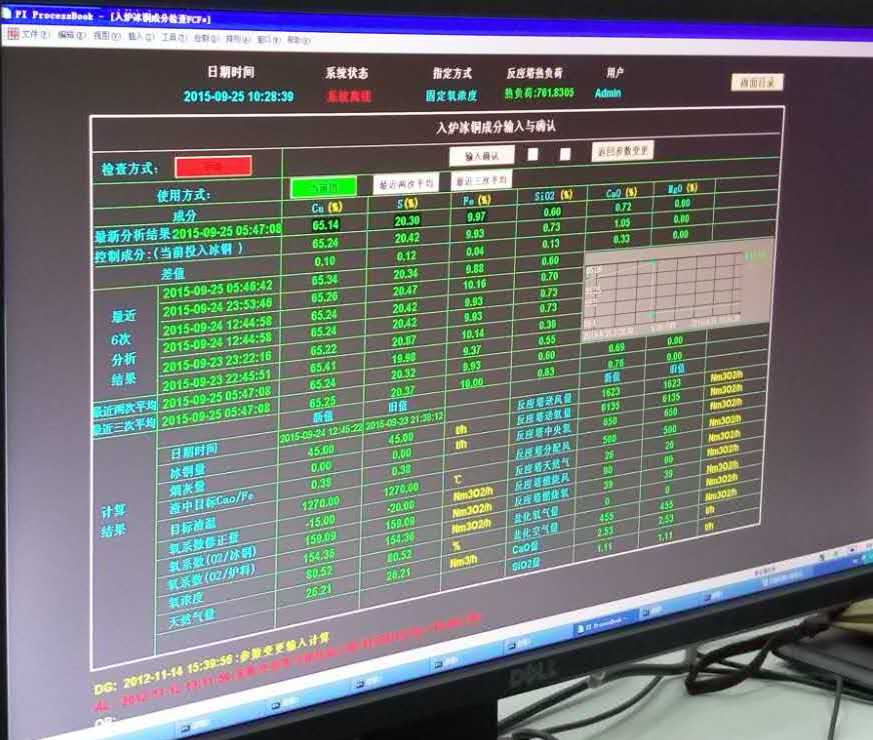 PI ProcessBook - [入炉冰铜成分检查FCF*]
文件(F) 编辑(E) 视图(V) 插入(I) 工具(T) 绘制(D) 排列(A) 窗口(W) 帮助(H)
日期时间 系统状态 指定方式 反应塔热负荷 用户
2015-09-25 10:28:39 系统离线 固定氧浓度 热负荷:701.8305 Admin
画面目录
入炉冰铜成分输入与确认
检查方式: 输入确认 返回参数变更
使用方式: 当前值 最近两次平均 最近三次平均
成分 Cu (%) S(%) Fe (%) SiO2 (%) CaO (%) MgO (%)
最新分析结果 2015-09-25 05:47:08 65.14 20.30 9.97 0.60 0.72 0.00
控制成分:(当前投入冰铜 ) 65.24 20.42 9.93 0.73 1.05 0.00
差值 0.10 0.12 0.04 0.13 0.33 0.00
最近
6次
分析
结果
2015-09-25 05:46:42 65.34 20.34 9.88 0.60
2015-09-24 23:53:46 65.26 20.47 10.16 0.70
2015-09-24 12:44:58 65.24 20.42 9.93 0.73
2015-09-24 12:44:58 65.24 20.42 9.93 0.73
2015-09-23 23:22:16 65.22 20.87 10.14 0.38
2015-09-23 22:45:51 65.41 19.98 9.37 0.55
最近两次平均 2015-09-25 05:47:08 65.24 20.32 9.93 0.60 0.69 0.00
最近三次平均 2015-09-25 05:47:08 65.25 20.37 10.00 0.63 0.76 0.00
计算
结果
新值 旧值
日期时间 2015-09-24 12:45:22 2015-09-23 21:38:12
冰铜量 45.00 45.00 t/h
烟灰量 0.00 0.00 t/h
渣中目标Cao/Fe 0.38 0.38
目标渣温 1270.00 1270.00 ℃
氧系数修正值 -15.00 -20.00 Nm3O2/h
氧系数(O2/冰铜) 159.09 159.09 Nm3O2/h
氧系数(O2/炉料) 154.36 154.36 Nm3O2/h
氧浓度 80.52 80.52 %
天然气量 26.21 26.21 Nm3/h
新值 旧值
反应塔送风量 1623 1623 Nm3O2/h
反应塔送氧量 6135 6135 Nm3O2/h
反应塔中央氧 650 650 Nm3O2/h
反应塔分配风 500 500 Nm3O2/h
反应塔天然气 26 26 Nm3O2/h
反应塔燃烧风 80 80 Nm3O2/h
反应塔燃烧氧 39 39 Nm3O2/h
0 0 Nm3O2/h
455 455 Nm3O2/h
CaO量 2.53 2.53 t/h
SiO2量 1.11 1.11 t/h
DG: 2012-11-14 15:39:56:参数变更输入计算
OP:
PI ProcessBook -
DELL